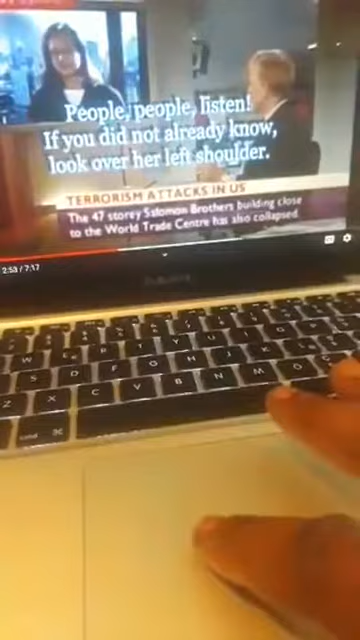 People, people, listen!
If you did not already know,
look over her left shoulder.
TERRORISM ATTACKS IN US
The 47 storey Salomon Brothers building close
to the World Trade Centre has also collapsed.
2:53 / 7:17
W E R T Y U I O
S D F G H J K
Z X C V B N M
cmd ⌘